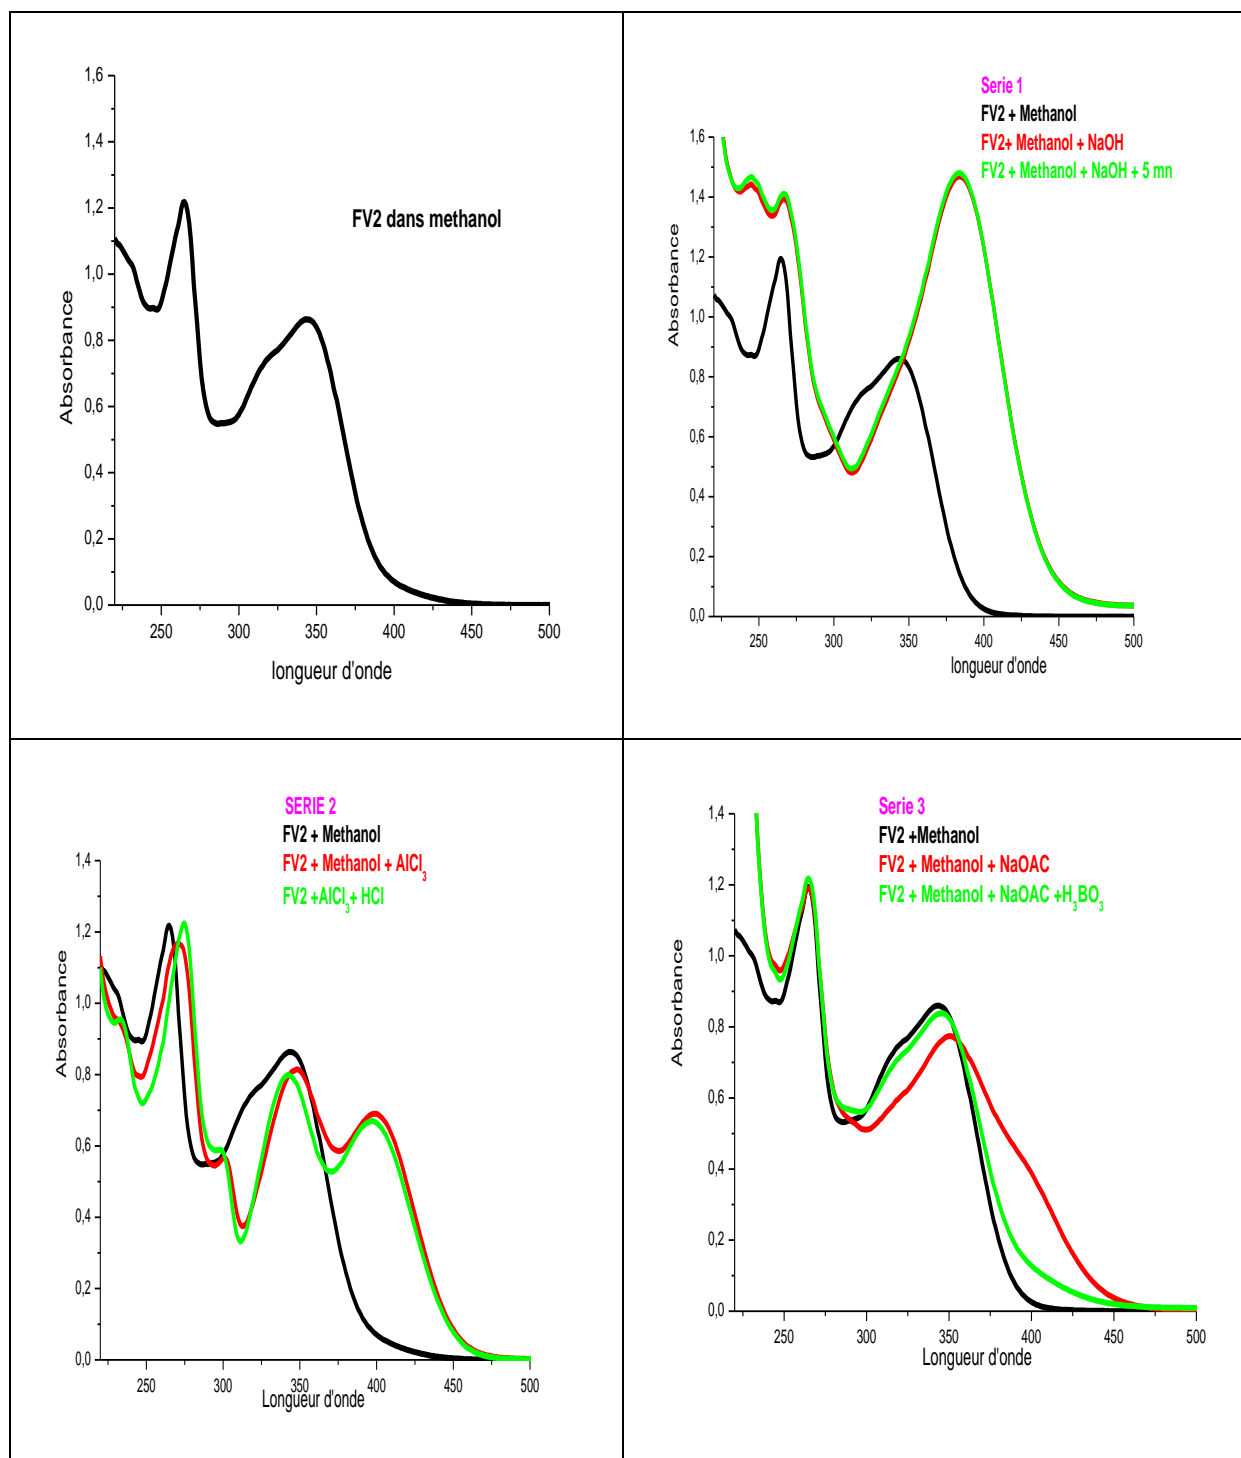 1,6
1,4
1,2
1,0
0,8
0,6
0,4
0,2
0,0
Absorbance
FV2 dans methanol
250 300 350 400 450 500
longueur d'onde
Serie 1
FV2 + Methanol
FV2+ Methanol + NaOH
FV2 + Methanol + NaOH + 5 mn
1,6
1,4
1,2
1,0
0,8
0,6
0,4
0,2
0,0
Absorbance
250 300 350 400 450 500
longueur d'onde
SERIE 2
FV2 + Methanol
FV2 + Methanol + AlCl₃
FV2 +AlCl₃+ HCl
1,4
1,2
1,0
0,8
0,6
0,4
0,2
0,0
Absorbance
250 300 350 400 450 500
Longueur d'onde
Serie 3
FV2 +Methanol
FV2 + Methanol + NaOAC
FV2 + Methanol + NaOAC +H₃BO₃
1,4
1,2
1,0
0,8
0,6
0,4
0,2
0,0
Absorbance
250 300 350 400 450 500
Longueur d'onde